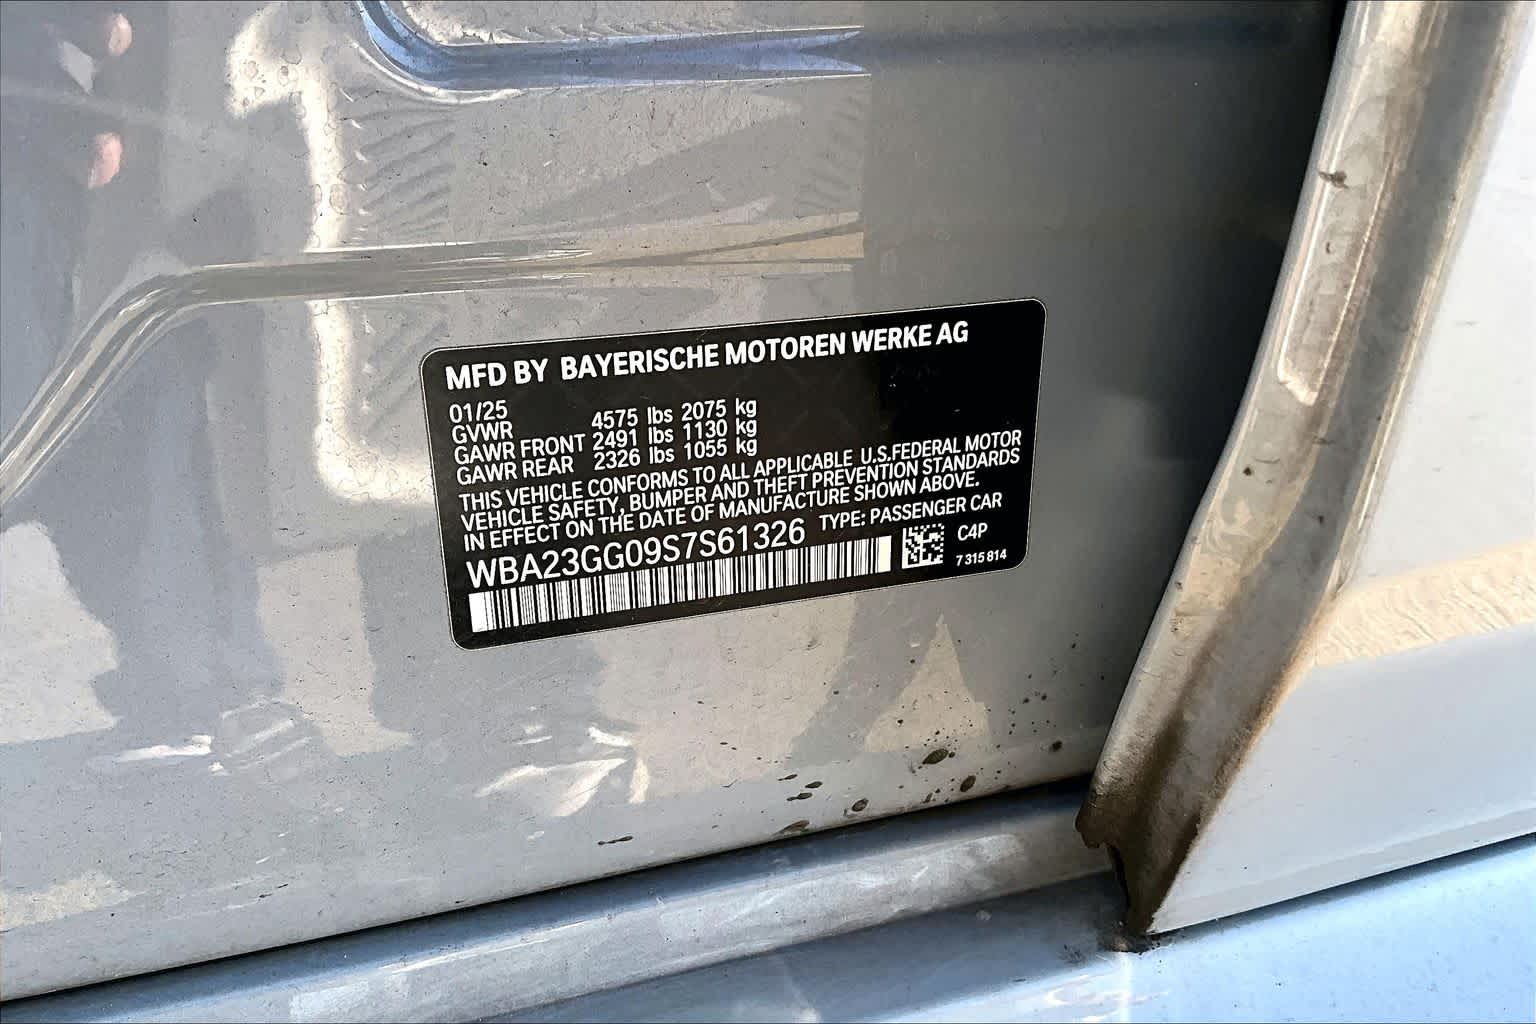 MFD BY BAYERISCHE MOTOREN WERKE AG
01/25
GVWR 4575 lbs 2075 kg
GAWR FRONT 2491 lbs 1130 kg
GAWR REAR 2326 lbs 1055 kg
THIS VEHICLE CONFORMS TO ALL APPLICABLE U.S.FEDERAL MOTOR
VEHICLE SAFETY, BUMPER AND THEFT PREVENTION STANDARDS
IN EFFECT ON THE DATE OF MANUFACTURE SHOWN ABOVE.
WBA23GG09S7S61326 TYPE: PASSENGER CAR
C4P
7 315 814